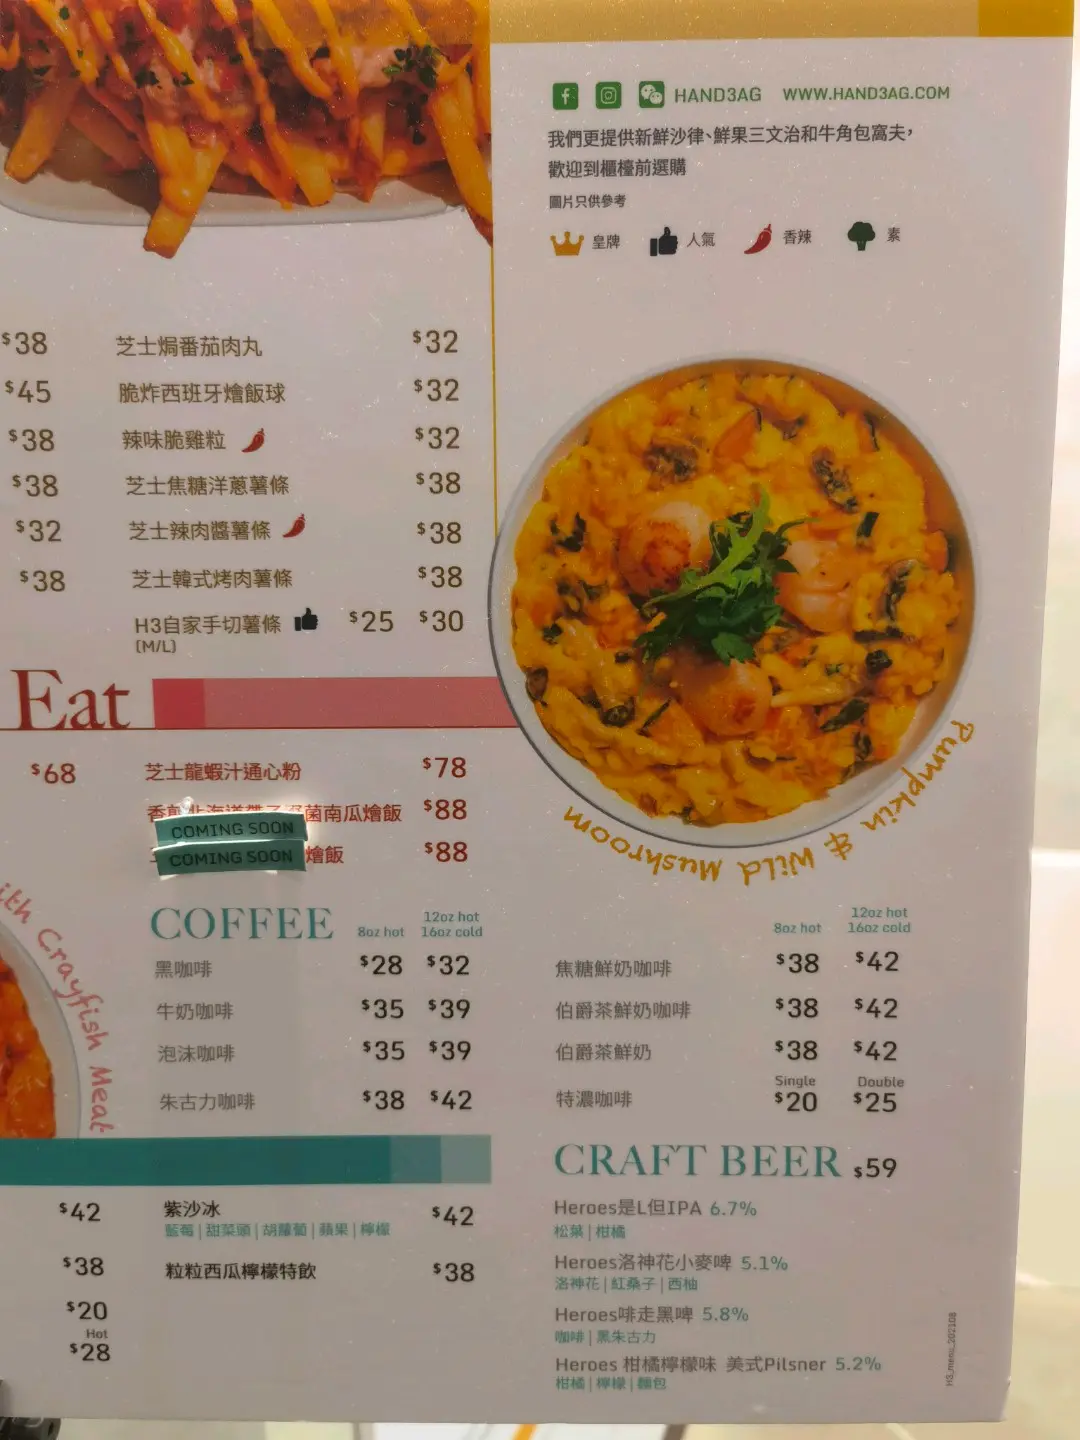 HAND3AG WWW.HAND3AG.COM
我們更提供新鮮沙律、鮮果三文治和牛角包窩夫，
歡迎到櫃檯前選購
圖片只供參考
皇牌 人氣 香辣 素
$38 芝士焗番茄肉丸 $32
$45 脆炸西班牙燴飯球 $32
$38 辣味脆雞粒 $32
$38 芝士焦糖洋蔥薯條 $38
$32 芝士辣肉醬薯條 $38
$38 芝士韓式烤肉薯條 $38
H3自家手切薯條 $25 $30
(M/L)
Eat
$68 芝士龍蝦汁通心粉 $78
香煎北海道帶子野菌南瓜燴飯 $88
COMING SOON
COMING SOON 燴飯 $88
Pumpkin & Wild Mushroom
ith Crayfish Meat
COFFEE 8oz hot 12oz hot
16oz cold
黑咖啡 $28 $32
牛奶咖啡 $35 $39
泡沫咖啡 $35 $39
朱古力咖啡 $38 $42
8oz hot 12oz hot
16oz cold
焦糖鮮奶咖啡 $38 $42
伯爵茶鮮奶咖啡 $38 $42
伯爵茶鮮奶 $38 $42
Single Double
特濃咖啡 $20 $25
$42 紫沙冰 $42
藍莓 | 甜菜頭 | 胡蘿蔔 | 蘋果 | 檸檬
$38 粒粒西瓜檸檬特飲 $38
$20
Hot
$28
CRAFT BEER $59
Heroes是L但IPA 6.7%
松葉 | 柑橘
Heroes洛神花小麥啤 5.1%
洛神花 | 紅桑子 | 西柚
Heroes啡走黑啤 5.8%
咖啡 | 黑朱古力
Heroes 柑橘檸檬味 美式Pilsner 5.2%
柑橘 | 檸檬 | 麵包
H3_menu_202108